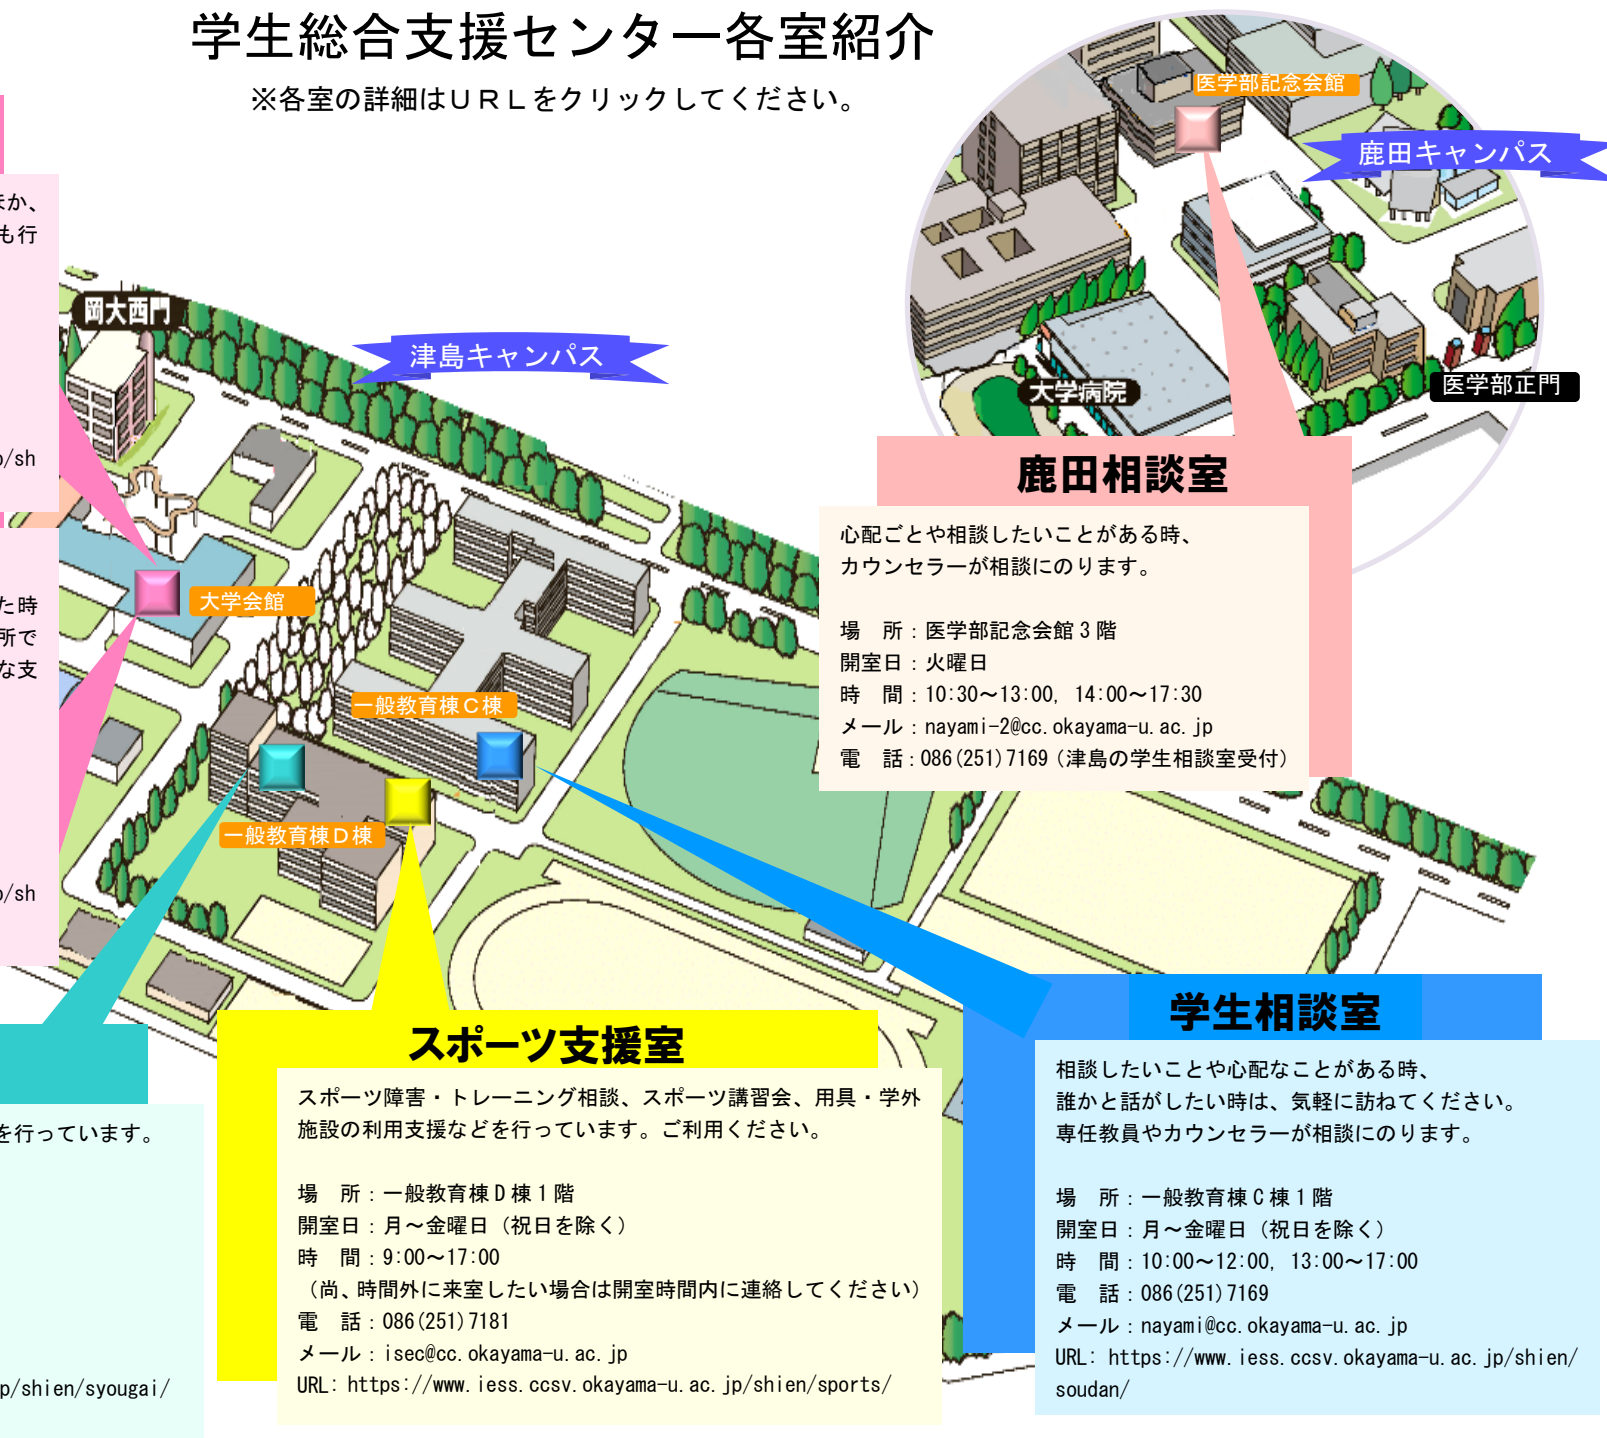 学生総合支援センター各室紹介
※各室の詳細はＵＲＬをクリックしてください。
医学部記念会館
鹿田キャンパス
岡大西門
津島キャンパス
大学病院
医学部正門
か、
も行
o/sh
大学会館
た時
所で
な支
一般教育棟Ｃ棟
一般教育棟Ｄ棟
o/sh
鹿田相談室
心配ごとや相談したいことがある時、
カウンセラーが相談にのります。
場　所：医学部記念会館３階
開室日：火曜日
時　間：10:30～13:00, 14:00～17:30
メール：nayami-2@cc.okayama-u.ac.jp
電　話：086(251)7169（津島の学生相談室受付）
を行っています。
p/shien/syougai/
スポーツ支援室
スポーツ障害・トレーニング相談、スポーツ講習会、用具・学外
施設の利用支援などを行っています。ご利用ください。
場　所：一般教育棟Ｄ棟１階
開室日：月～金曜日（祝日を除く）
時　間：9:00～17:00
（尚、時間外に来室したい場合は開室時間内に連絡してください）
電　話：086(251)7181
メール：isec@cc.okayama-u.ac.jp
URL: https://www.iess.ccsv.okayama-u.ac.jp/shien/sports/
学生相談室
相談したいことや心配なことがある時、
誰かと話がしたい時は、気軽に訪ねてください。
専任教員やカウンセラーが相談にのります。
場　所：一般教育棟Ｃ棟１階
開室日：月～金曜日（祝日を除く）
時　間：10:00～12:00, 13:00～17:00
電　話：086(251)7169
メール：nayami@cc.okayama-u.ac.jp
URL: https://www.iess.ccsv.okayama-u.ac.jp/shien/
soudan/